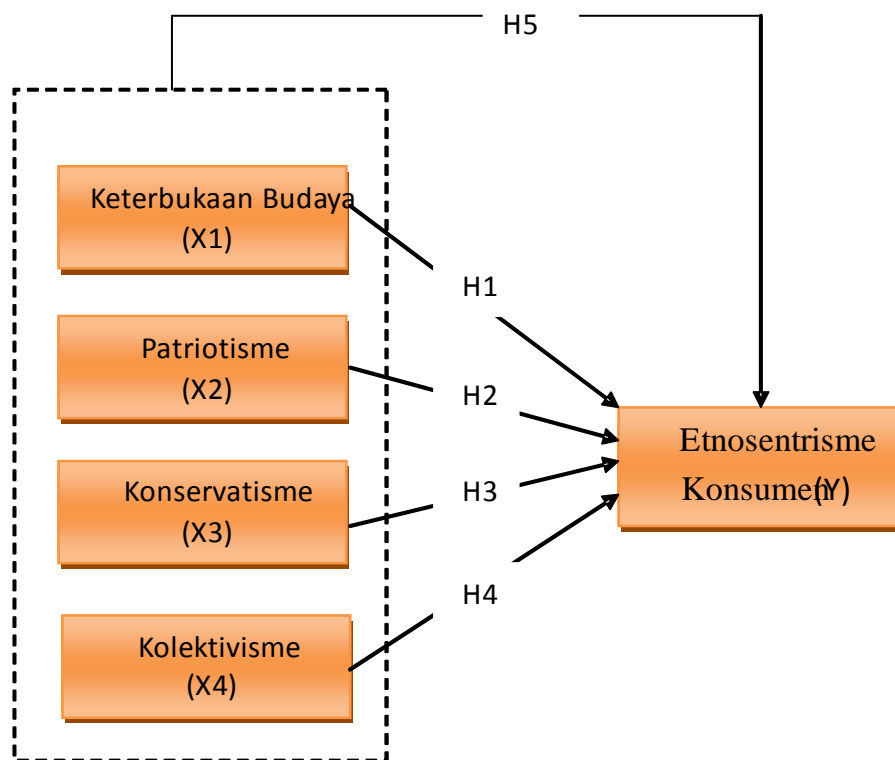 H5
Keterbukaan Budaya
(X1)
H1
Patriotisme
(X2)
H2
Konservatisme
(X3)
H3
Kolektivisme
(X4)
H4
Etnosentrisme
Konsumen(Y)